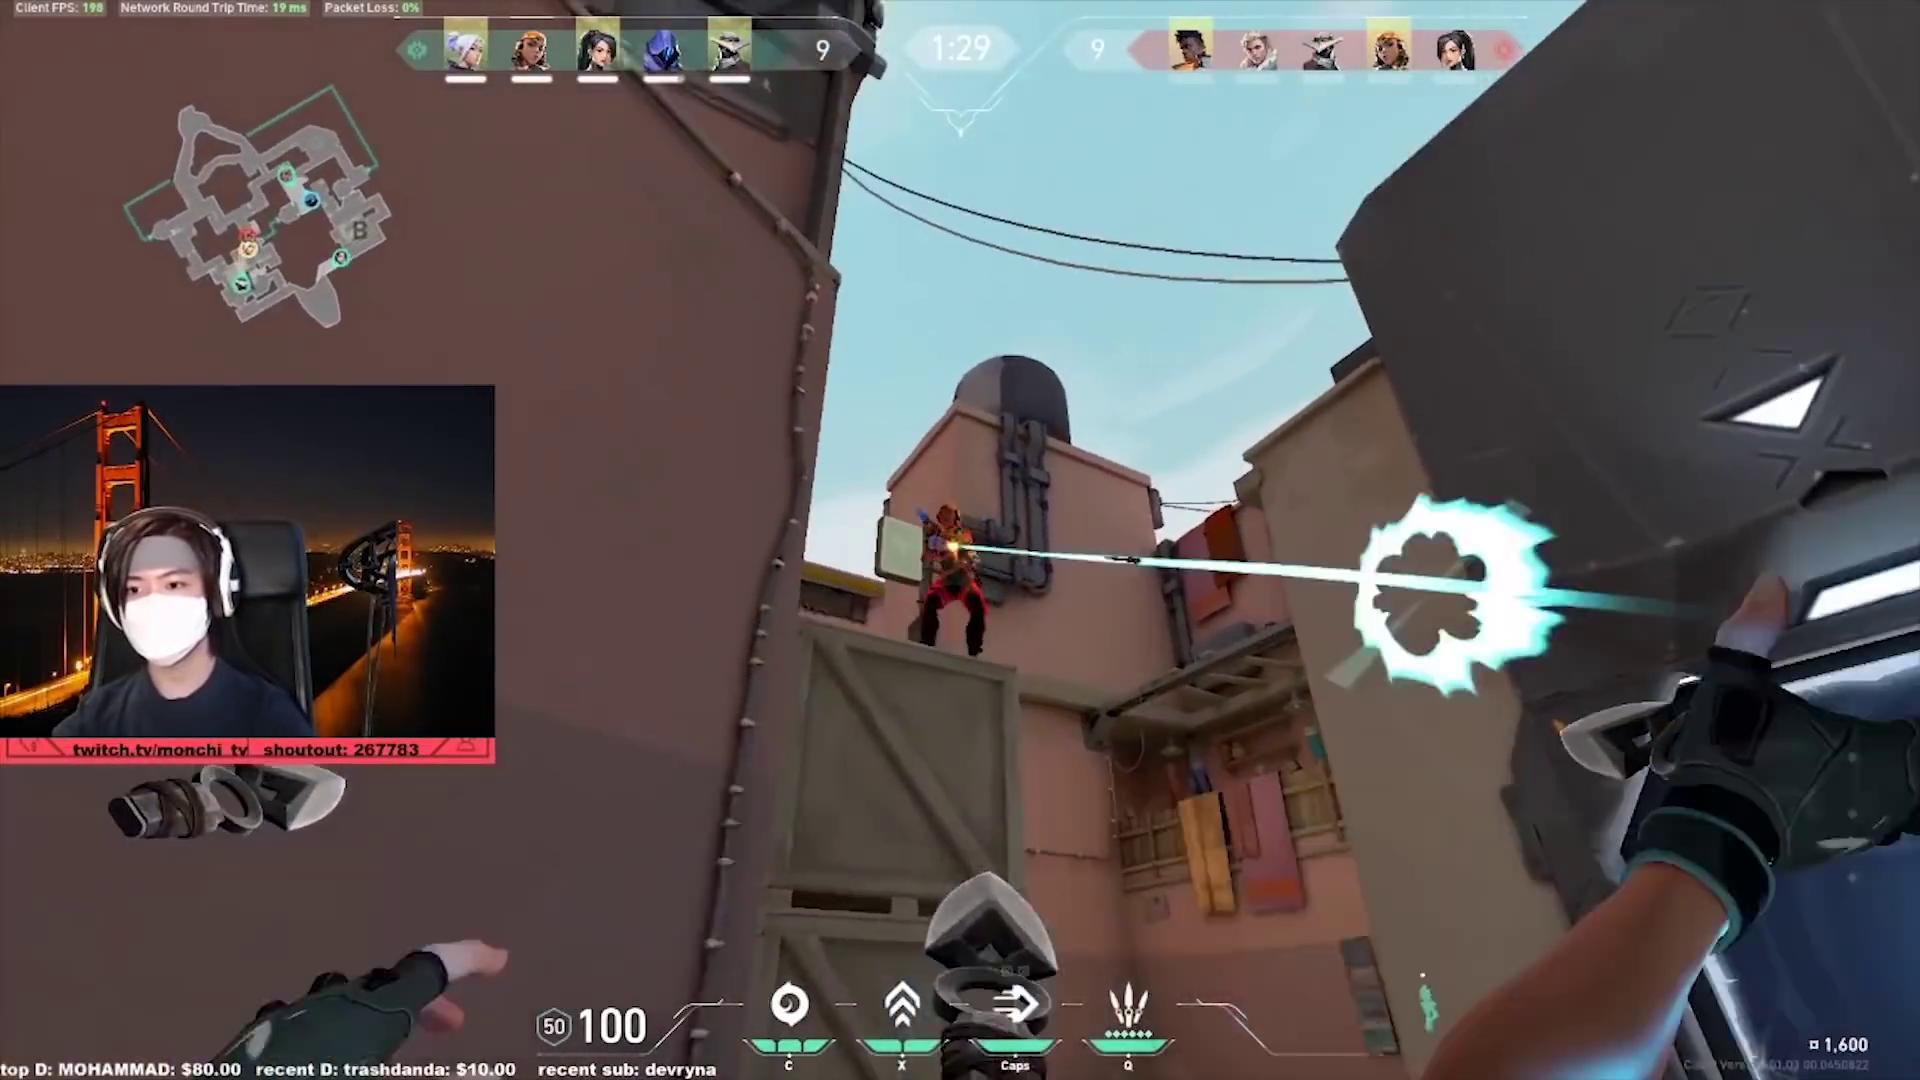 Client FPS: 198 Network Round Trip Time: 19 ms Packet Loss: 0%
9 1:29 9
B
twitch.tv/monchi_tv shoutout: 267783
50 100
C X Caps Q
¤ 1,600
top D: MOHAMMAD: $80.00 recent D: trashdanda: $10.00 recent sub: devryna